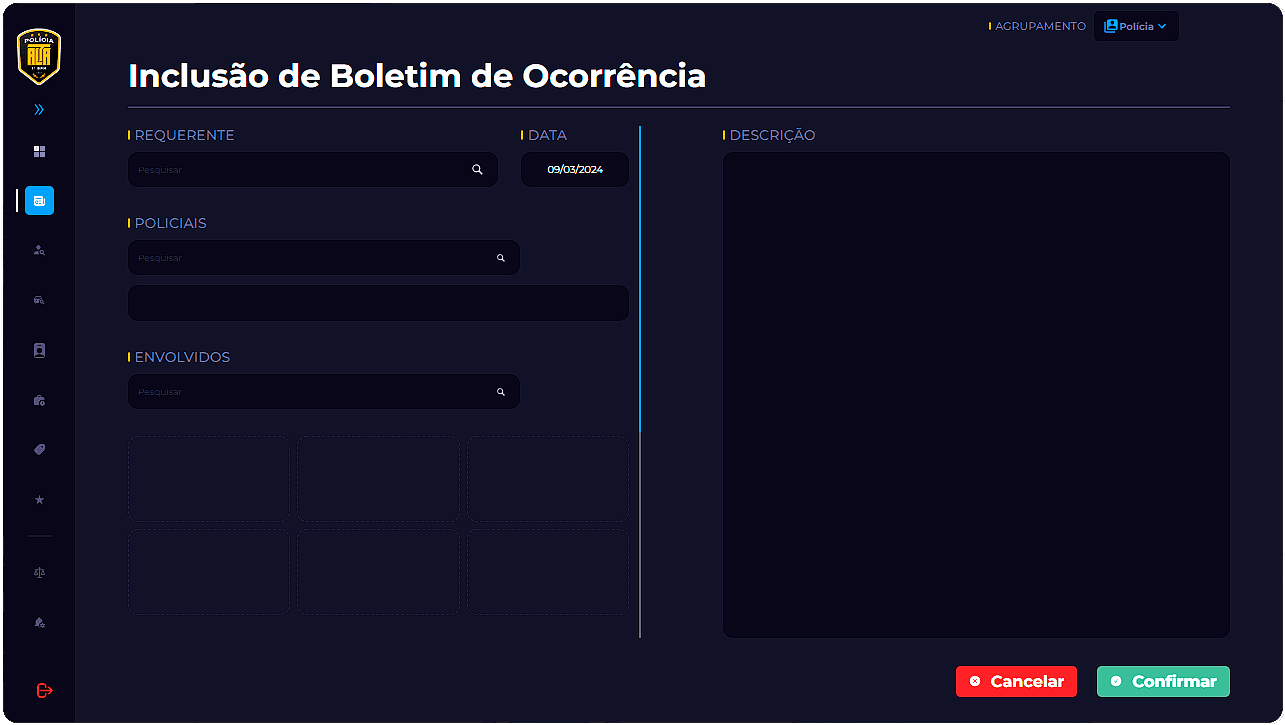 POLÍCIA
ALTA
AGRUPAMENTO
Polícia
Inclusão de Boletim de Ocorrência
REQUERENTE
Pesquisar
DATA
09/03/2024
POLICIAIS
Pesquisar
ENVOLVIDOS
Pesquisar
DESCRIÇÃO
Cancelar
Confirmar